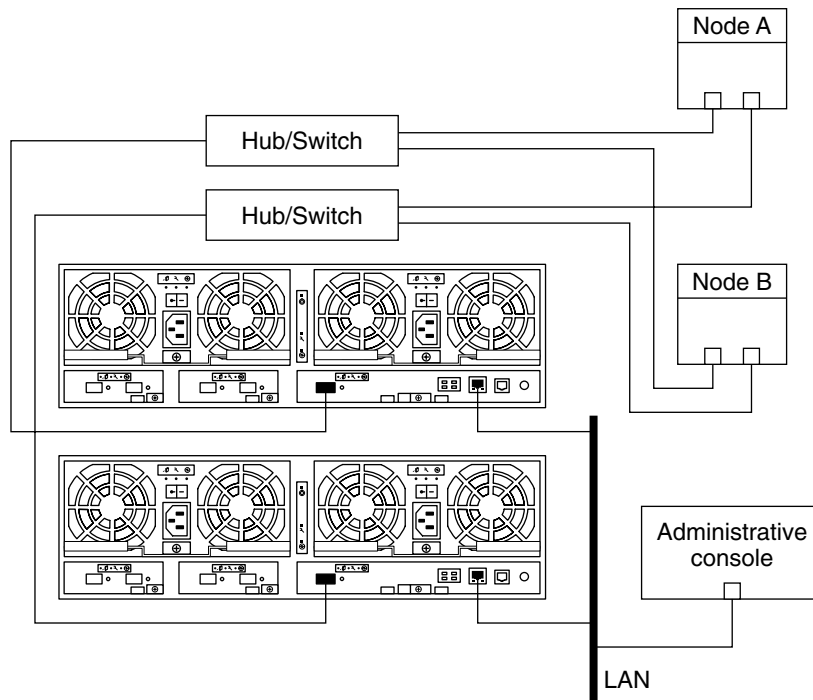 Node A
Hub/Switch
Hub/Switch
Node B
Administrative
console
LAN